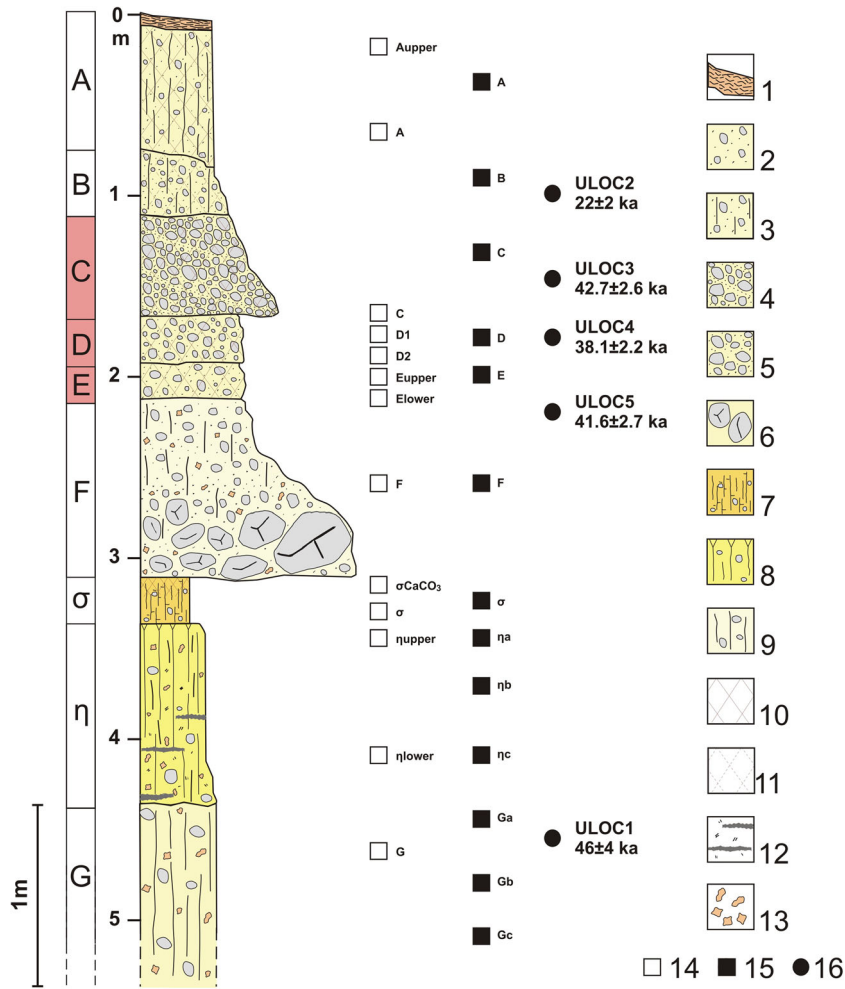 0
m
1
2
3
4
5
1m
A
B
C
D
E
F
σ
η
G
Aupper
A
C
D1
D2
Eupper
Elower
F
σCaCO₃
σ
ηupper
ηlower
G
A
B
C
D
E
F
σ
ηa
ηb
ηc
Ga
Gb
Gc
ULOC2
22±2 ka
ULOC3
42.7±2.6 ka
ULOC4
38.1±2.2 ka
ULOC5
41.6±2.7 ka
ULOC1
46±4 ka
1
2
3
4
5
6
7
8
9
10
11
12
13
14 15 16